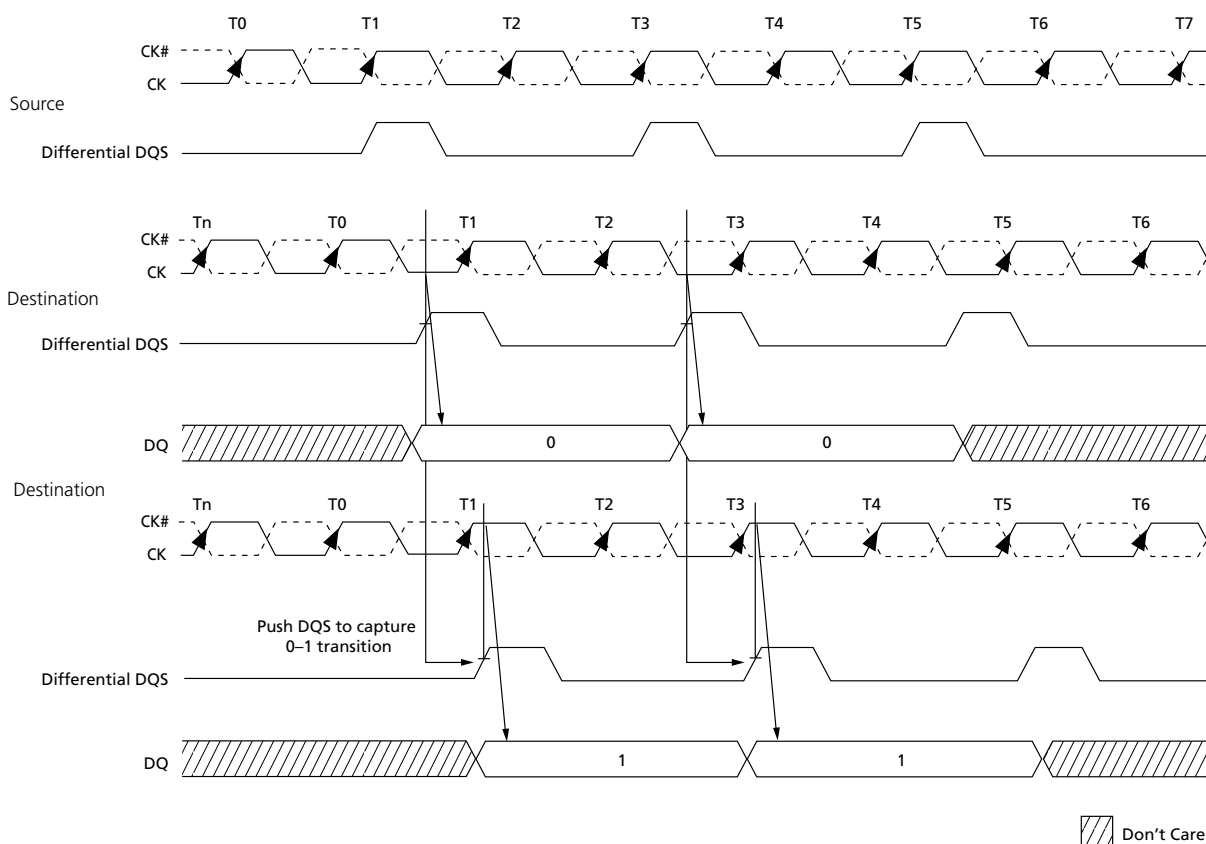 T0 T1 T2 T3 T4 T5 T6 T7
CK#
CK
Source
Differential DQS
Tn T0 T1 T2 T3 T4 T5 T6
CK#
CK
Destination
Differential DQS
DQ 0 0
Destination
Tn T0 T1 T2 T3 T4 T5 T6
CK#
CK
Push DQS to capture
0–1 transition
Differential DQS
DQ 1 1
Don't Care